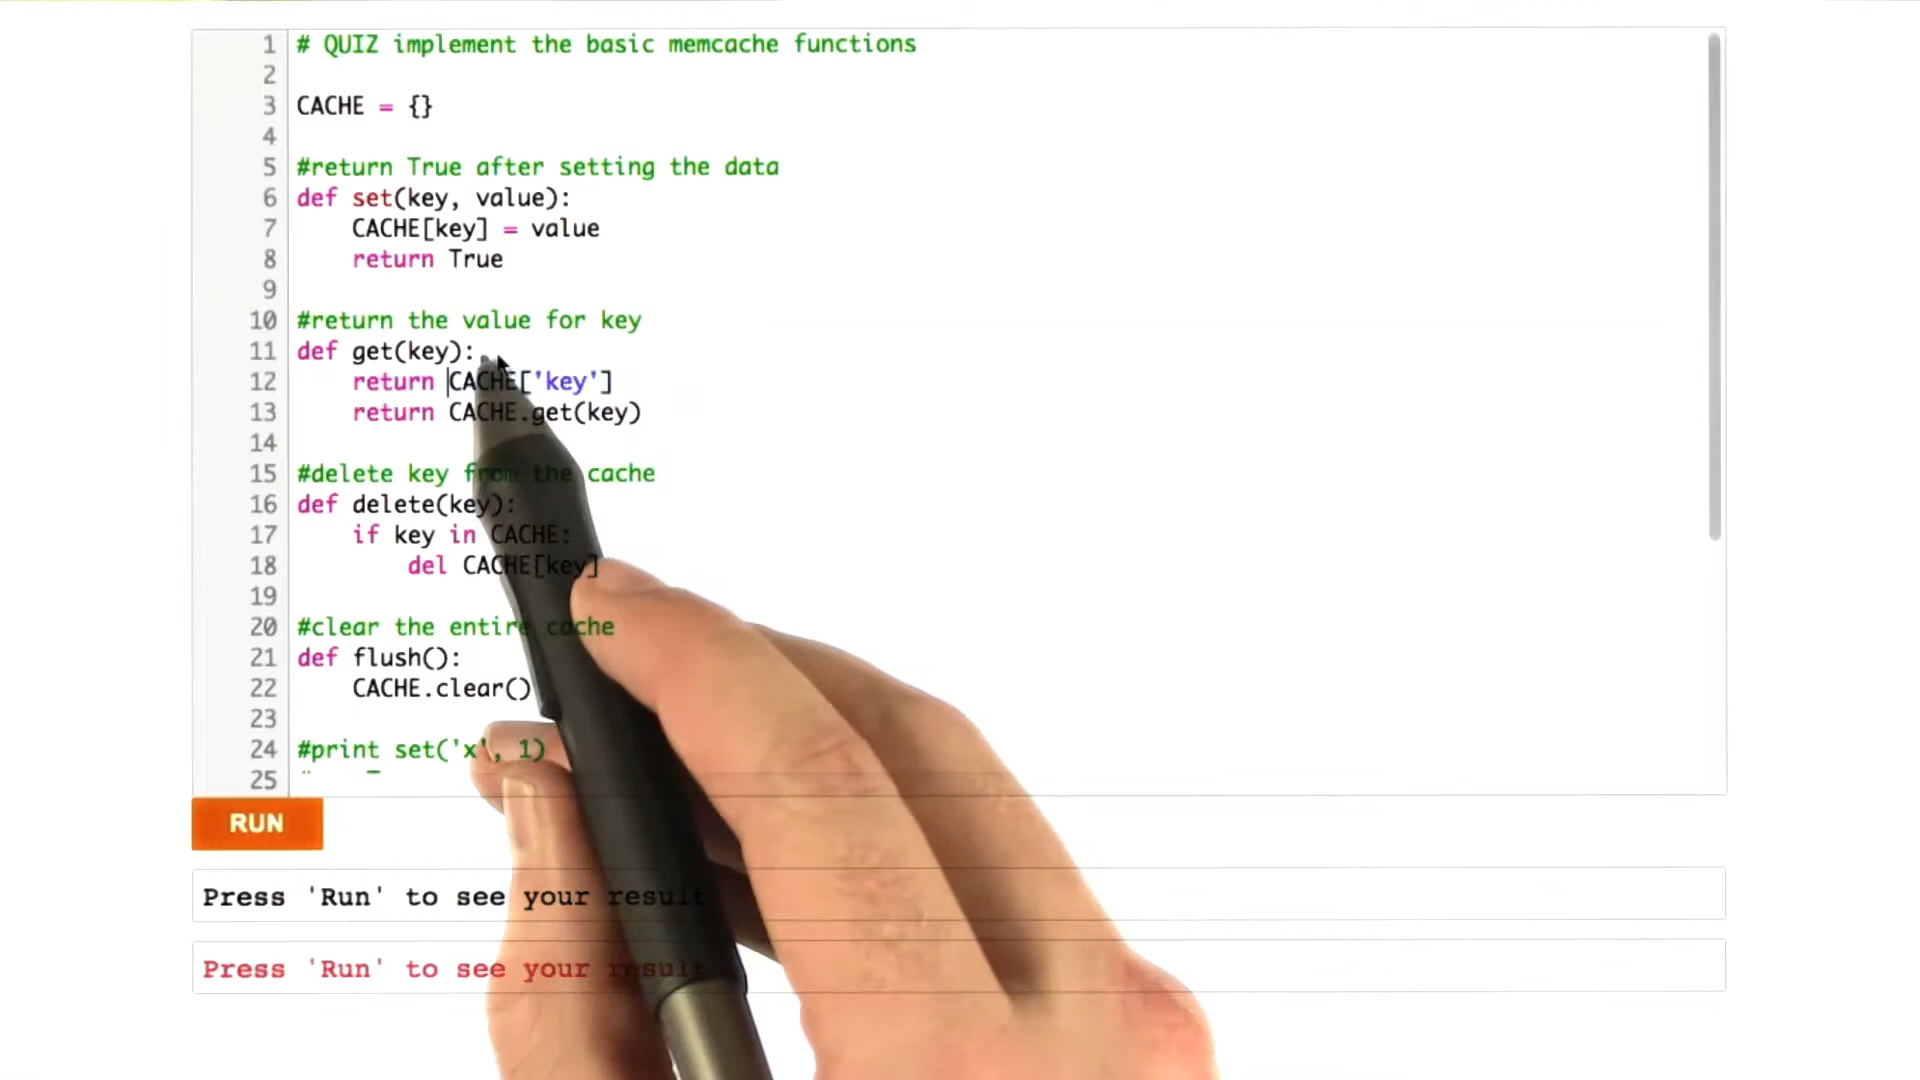 1 # QUIZ implement the basic memcache functions
2
3 CACHE = {}
4
5 #return True after setting the data
6 def set(key, value):
7 CACHE[key] = value
8 return True
9
10 #return the value for key
11 def get(key):
12 return CACHE['key']
13 return CACHE.get(key)
14
15 #delete key from the cache
16 def delete(key):
17 if key in CACHE:
18 del CACHE[key]
19
20 #clear the entire cache
21 def flush():
22 CACHE.clear()
23
24 #print set('x', 1)
25
RUN
Press 'Run' to see your result
Press 'Run' to see your result